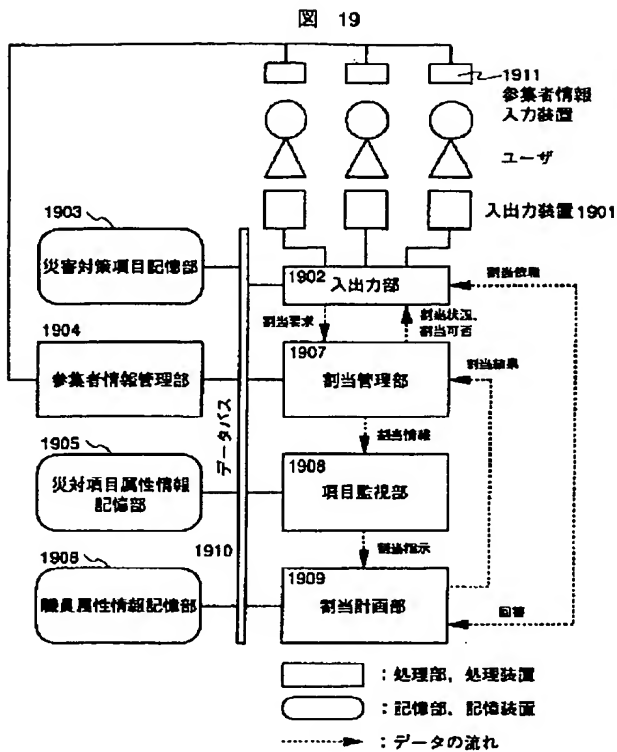 図 19
1911
参集者情報
入力装置
ユーザ
入出力装置1901
1903
災害対策項目記憶部
1902
入出力部
割当依頼
割当要求
割当状況、
割当可否
1904
参集者情報管理部
1907
割当管理部
割当結果
データバス
割当情報
1905
災対項目属性情報
記憶部
1908
項目監視部
1910
割当指示
1906
職員属性情報記憶部
1909
割当計画部
回答
：処理部，処理装置
：記憶部，記憶装置
：データの流れ